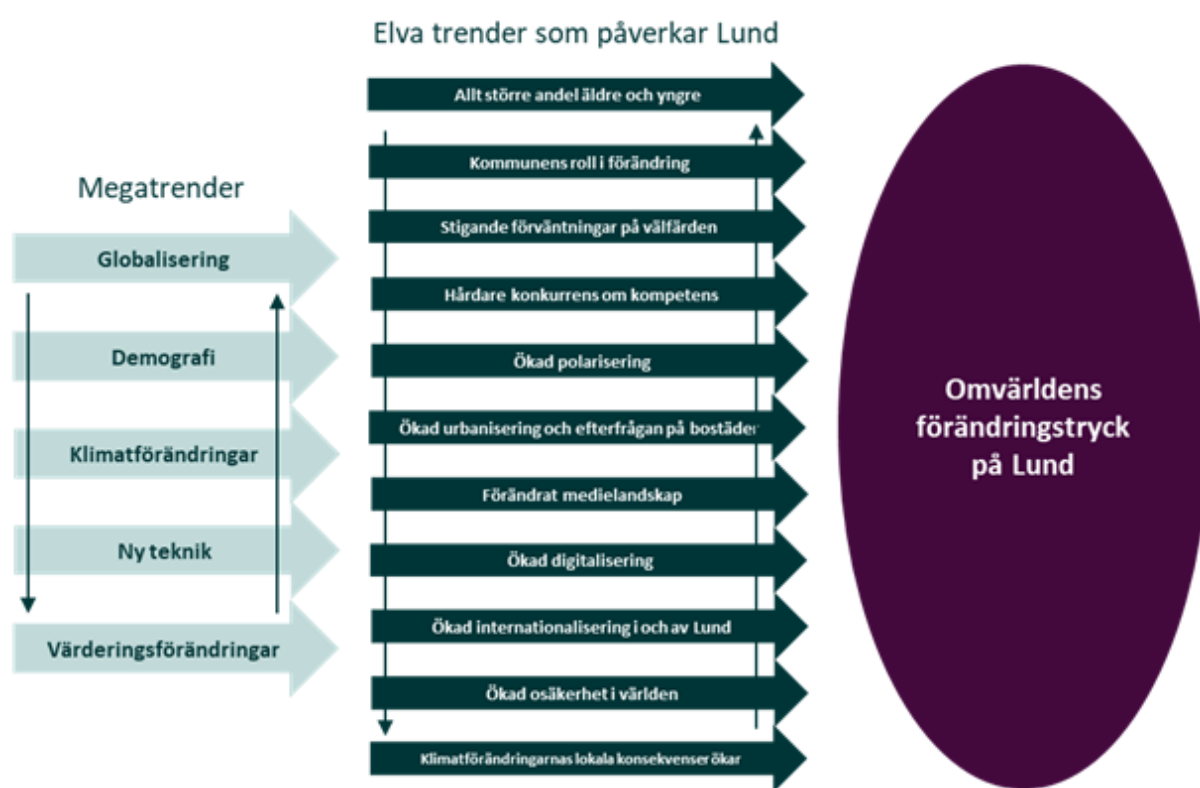 Elva trender som påverkar Lund
Megatrender
Globalisering
Demografi
Klimatförändringar
Ny teknik
Värderingsförändringar
Allt större andel äldre och yngre
Kommunens roll i förändring
Stigande förväntningar på välfärden
Hårdare konkurrens om kompetens
Ökad polarisering
Ökad urbanisering och efterfrågan på bostäder
Förändrat medielandskap
Ökad digitalisering
Ökad internationalisering i och av Lund
Ökad osäkerhet i världen
Klimatförändringarnas lokala konsekvenser ökar
Omvärldens
förändringstryck
på Lund